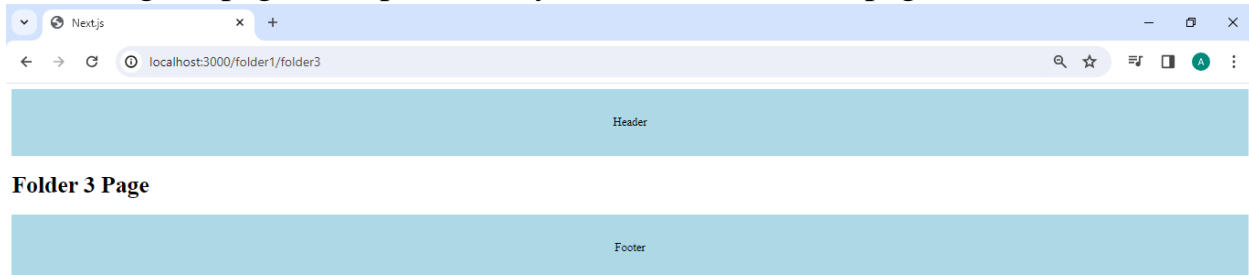 Next.js
localhost:3000/folder1/folder3
A
Header
Folder 3 Page
Footer